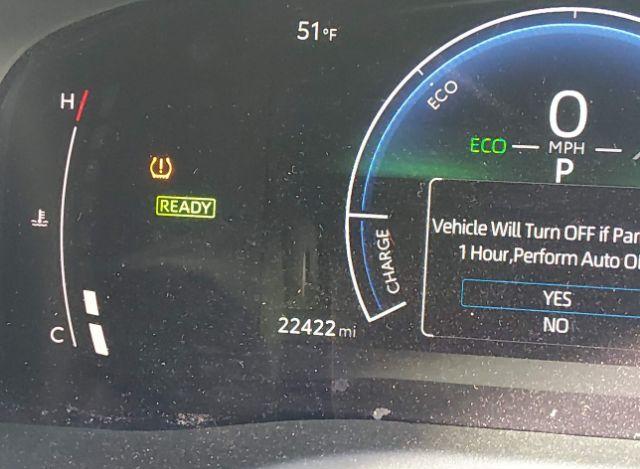 51°F
H
ECO
0
ECO
MPH
P
READY
Vehicle Will Turn OFF if
1 Hour,Perform Auto
CHARGE
YES
NO
22422 mi
C